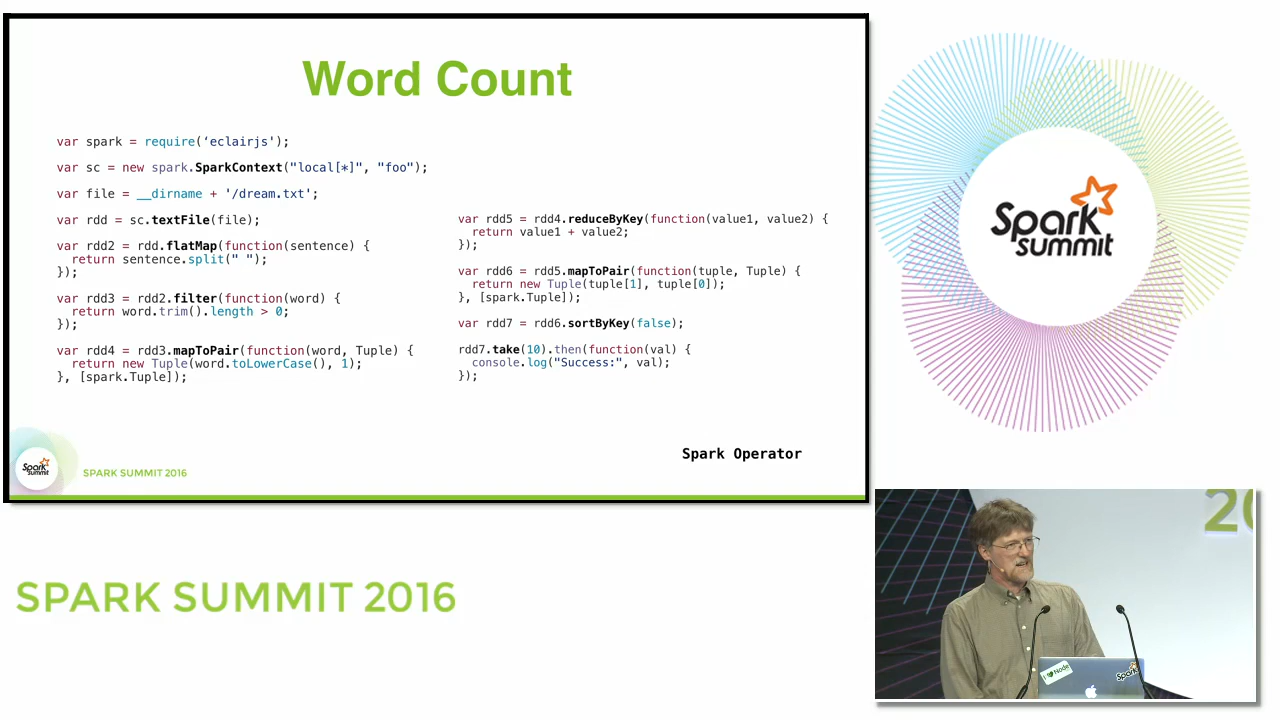 Word Count
var spark = require(‘eclairjs');
var sc = new spark.SparkContext("local[*]", "foo");
var file = __dirname + '/dream.txt';
var rdd = sc.textFile(file);
var rdd2 = rdd.flatMap(function(sentence) {
  return sentence.split(" ");
});
var rdd3 = rdd2.filter(function(word) {
  return word.trim().length > 0;
});
var rdd4 = rdd3.mapToPair(function(word, Tuple) {
  return new Tuple(word.toLowerCase(), 1);
}, [spark.Tuple]);
var rdd5 = rdd4.reduceByKey(function(value1, value2) {
  return value1 + value2;
});
var rdd6 = rdd5.mapToPair(function(tuple, Tuple) {
  return new Tuple(tuple[1], tuple[0]);
}, [spark.Tuple]);
var rdd7 = rdd6.sortByKey(false);
rdd7.take(10).then(function(val) {
  console.log("Success:", val);
});
Spark Operator
Spark
summit
SPARK SUMMIT 2016
Spark
summit
SPARK SUMMIT 2016
20
I
Node
Spark